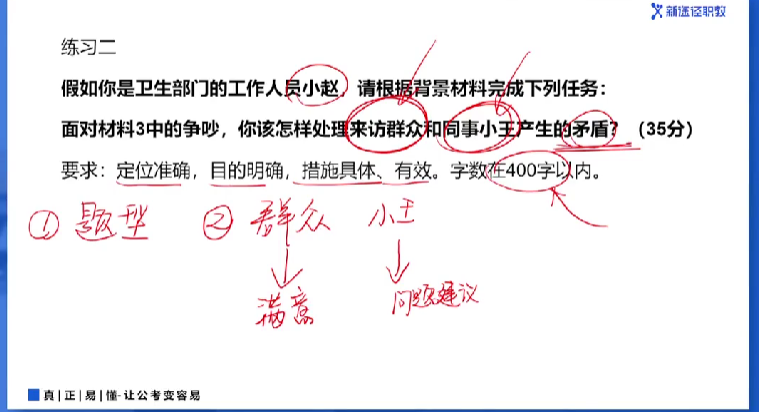 新途径职教
练习二
假如你是卫生部门的工作人员小赵，请根据背景材料完成下列任务：
面对材料3中的争吵，你该怎样处理来访群众和同事小王产生的矛盾？（35分）
要求：定位准确，目的明确，措施具体、有效。字数在400字以内。
① 题型 ② 群众 小王
满意 问题建议
真|正|易|懂-让公考变容易